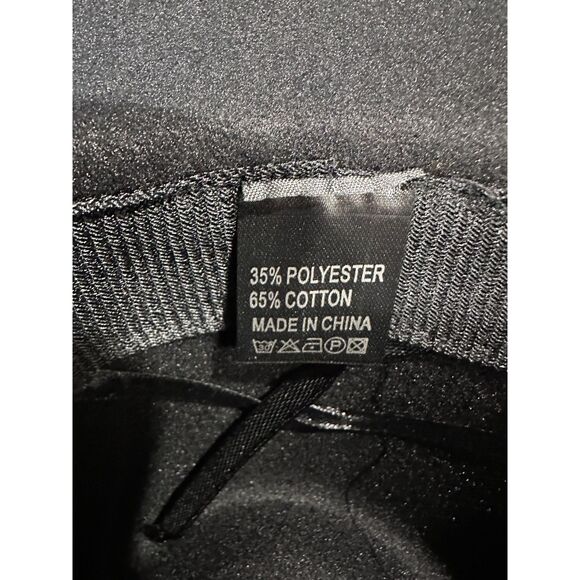 35% POLYESTER
65% COTTON
MADE IN CHINA